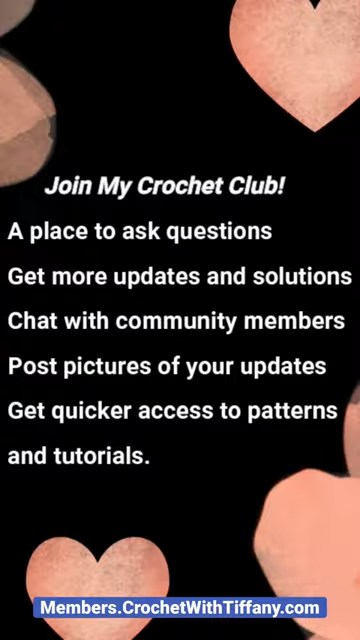 Join My Crochet Club!
A place to ask questions
Get more updates and solutions
Chat with community members
Post pictures of your updates
Get quicker access to patterns
and tutorials.
Members.CrochetWithTiffany.com